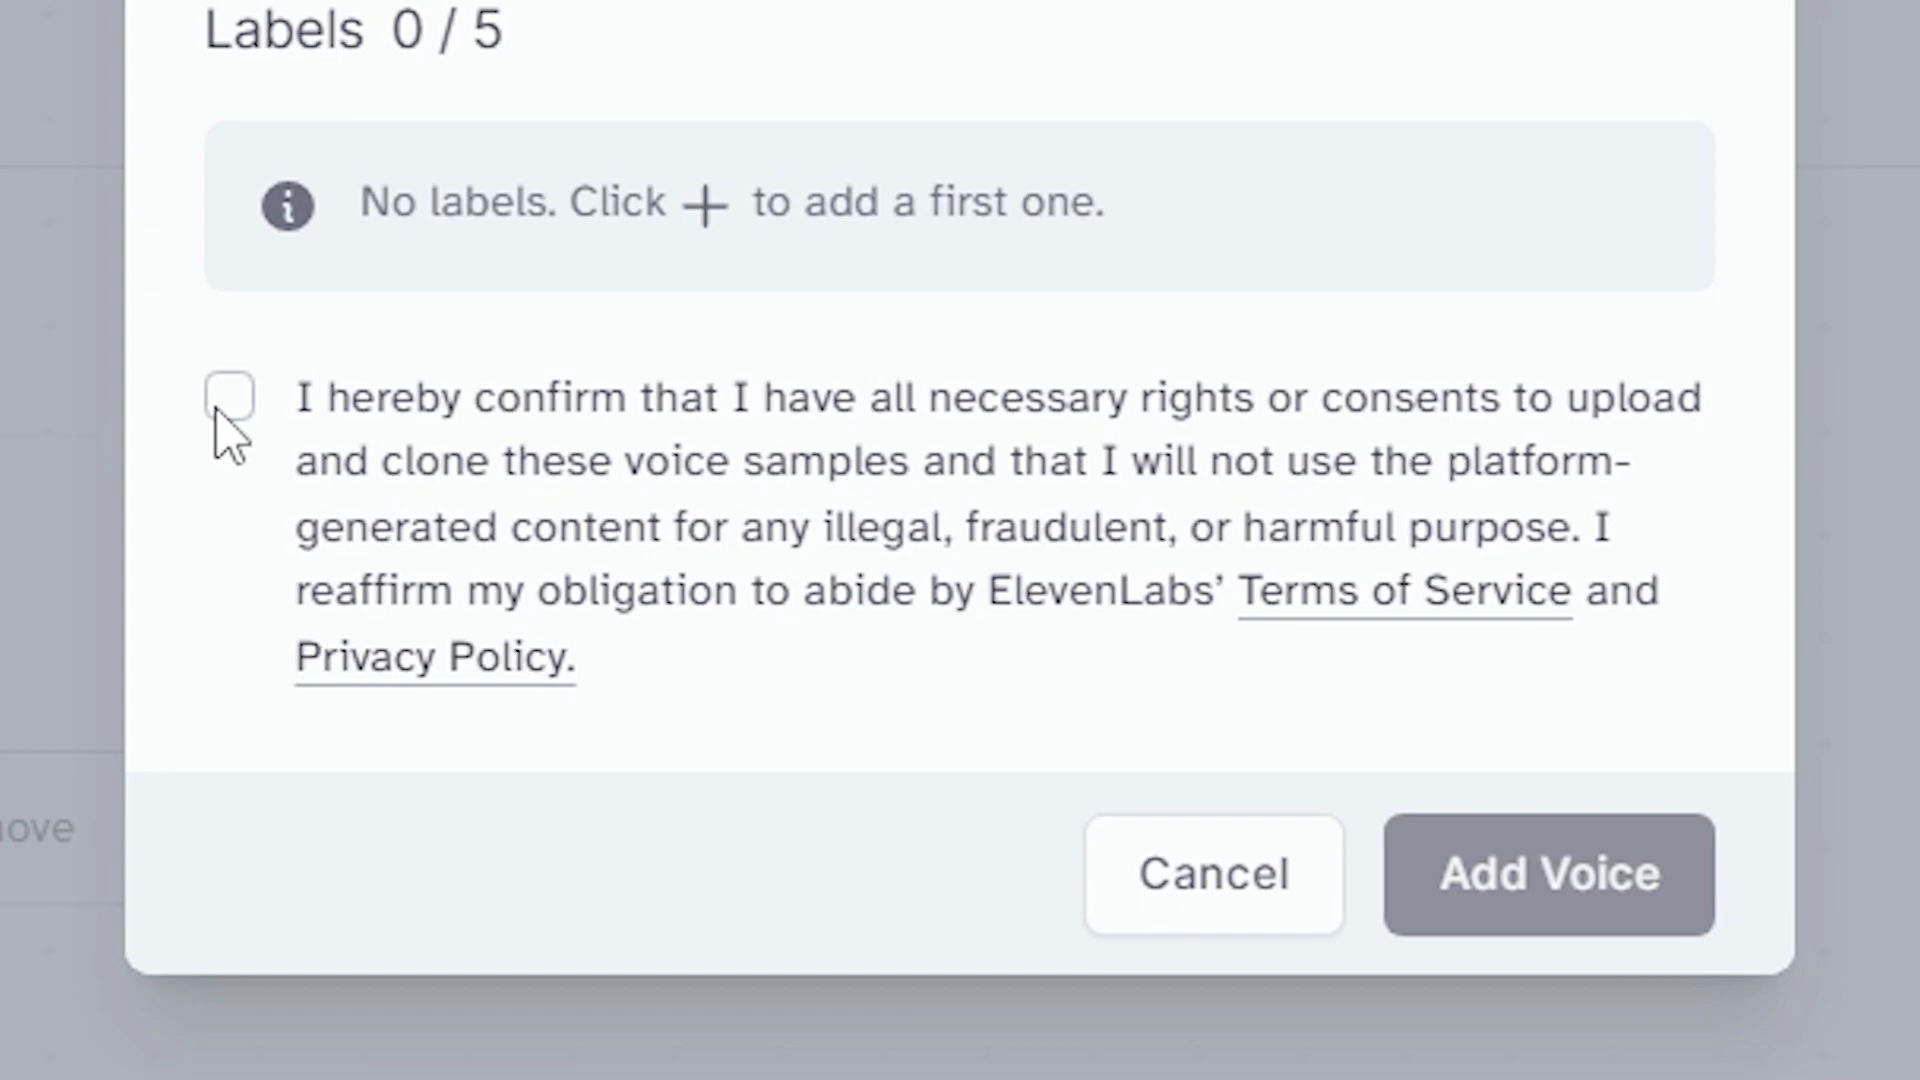 Labels 0 / 5
No labels. Click + to add a first one.
I hereby confirm that I have all necessary rights or consents to upload
and clone these voice samples and that I will not use the platform-
generated content for any illegal, fraudulent, or harmful purpose. I
reaffirm my obligation to abide by ElevenLabs’ Terms of Service and
Privacy Policy.
Cancel Add Voice